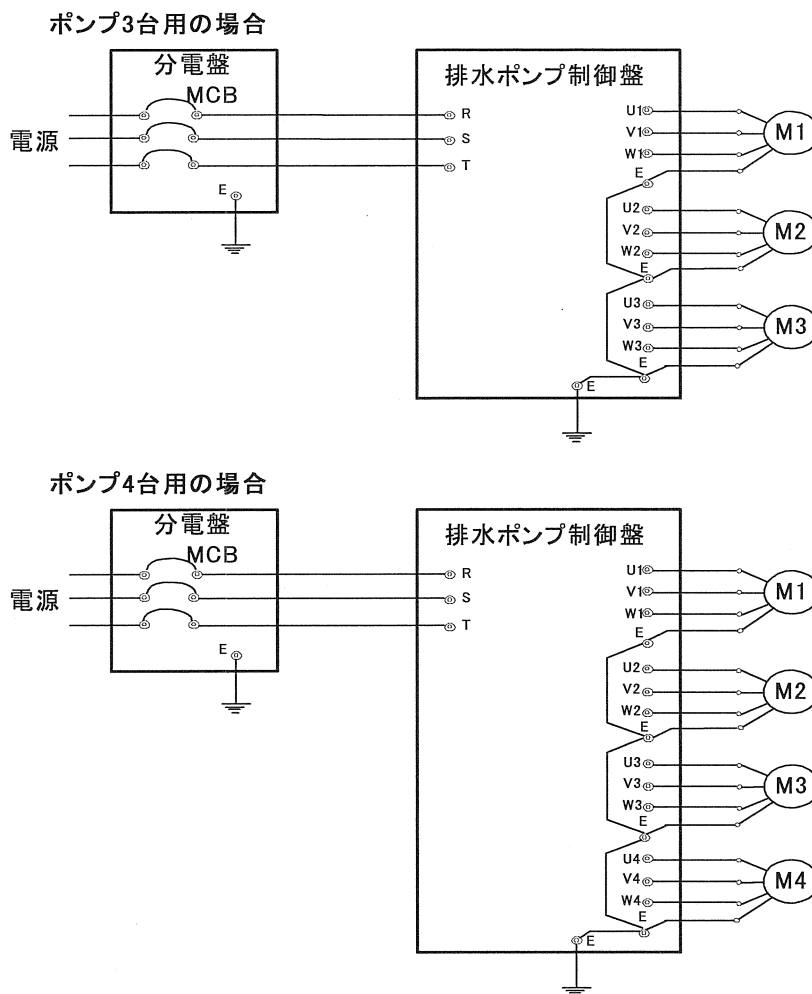 ポンプ3台用の場合
分電盤
MCB
電源
E
排水ポンプ制御盤
R
S
T
U1
V1
W1
E
M1
U2
V2
W2
E
M2
U3
V3
W3
E
M3
E
ポンプ4台用の場合
分電盤
MCB
電源
E
排水ポンプ制御盤
R
S
T
U1
V1
W1
E
M1
U2
V2
W2
E
M2
U3
V3
W3
E
M3
U4
V4
W4
E
M4
E